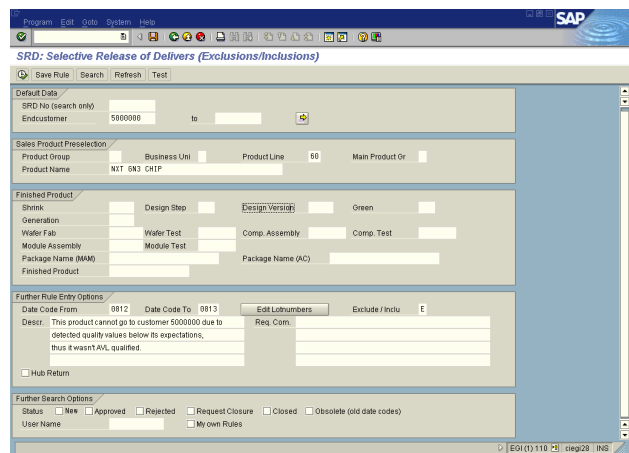 Program Edit Goto System Help
SAP
SRD: Selective Release of Delivers (Exclusions/Inclusions)
Save Rule Search Refresh Test
Default Data
SRD No (search only)
Endcustomer 5000000 to
Sales Product Preselection
Product Group Business Uni Product Line 60 Main Product Gr
Product Name NXT GN3 CHIP
Finished Product
Shrink Design Step Design Version Green
Generation
Wafer Fab Wafer Test Comp. Assembly Comp. Test
Module Assembly Module Test
Package Name (MAM) Package Name (AC)
Finished Product
Further Rule Entry Options
Date Code From 0812 Date Code To 0813 Edit Lotnumbers Exclude / Inclu E
Descr. This product cannot go to customer 5000000 due to Req. Com.
detected quality values below its expectations,
thus it wasn't AVL qualified.
Hub Return
Further Search Options
Status New Approved Rejected Request Closure Closed Obsolete (old date codes)
User Name My own Rules
EGI (1) 110 ciegi28 INS